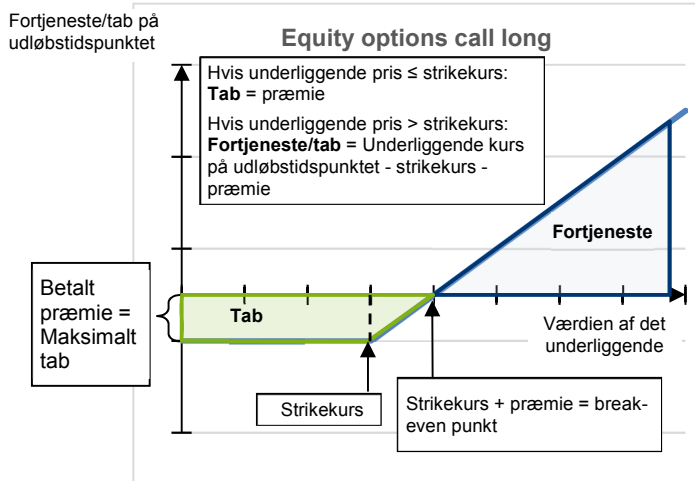 Fortjeneste/tab på
udløbstidspunktet
Equity options call long
Hvis underliggende pris ≤ strikekurs:
Tab = præmie
Hvis underliggende pris > strikekurs:
Fortjeneste/tab = Underliggende kurs
på udløbstidspunktet - strikekurs -
præmie
Fortjeneste
Betalt
præmie =
Maksimalt
tab
Tab
Værdien af det
underliggende
Strikekurs
Strikekurs + præmie = break-
even punkt